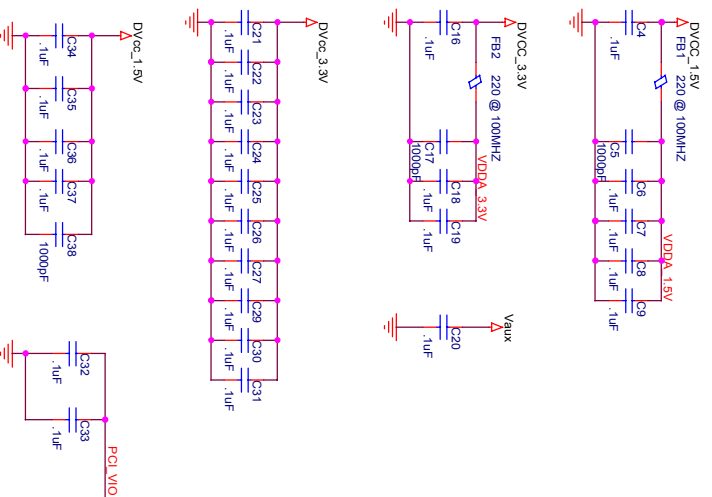 DVCC_1.5V
FB1 220 @ 100MHZ
C4
.1uF
C5
1000pF
C6
.1uF
C7
.1uF
C8
.1uF
C9
.1uF
VDDA_1.5V
DVCC_3.3V
FB2 220 @ 100MHZ
C16
.1uF
C17
1000pF
C18
.1uF
C19
.1uF
VDDA_3.3V
Vaux
C20
.1uF
DVcc_3.3V
C21
.1uF
C22
.1uF
C23
.1uF
C24
.1uF
C25
.1uF
C26
.1uF
C27
.1uF
C29
.1uF
C30
.1uF
C31
.1uF
DVcc_1.5V
C34
.1uF
C35
.1uF
C36
.1uF
C37
.1uF
C38
1000pF
C32
.1uF
C33
.1uF
PCI_VIO